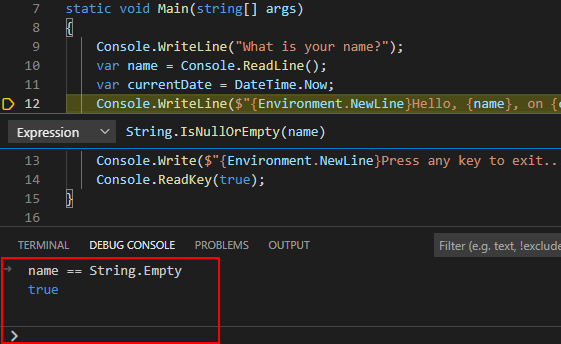 7 static void Main(string[] args)
8 {
9 Console.WriteLine("What is your name?");
10 var name = Console.ReadLine();
11 var currentDate = DateTime.Now;
12 Console.WriteLine($"{Environment.NewLine}Hello, {name}, on {
Expression String.IsNullOrEmpty(name)
13 Console.Write($"{Environment.NewLine}Press any key to exit..
14 Console.ReadKey(true);
15 }
16
TERMINAL DEBUG CONSOLE PROBLEMS OUTPUT Filter (e.g. text, !exclude
name == String.Empty
true